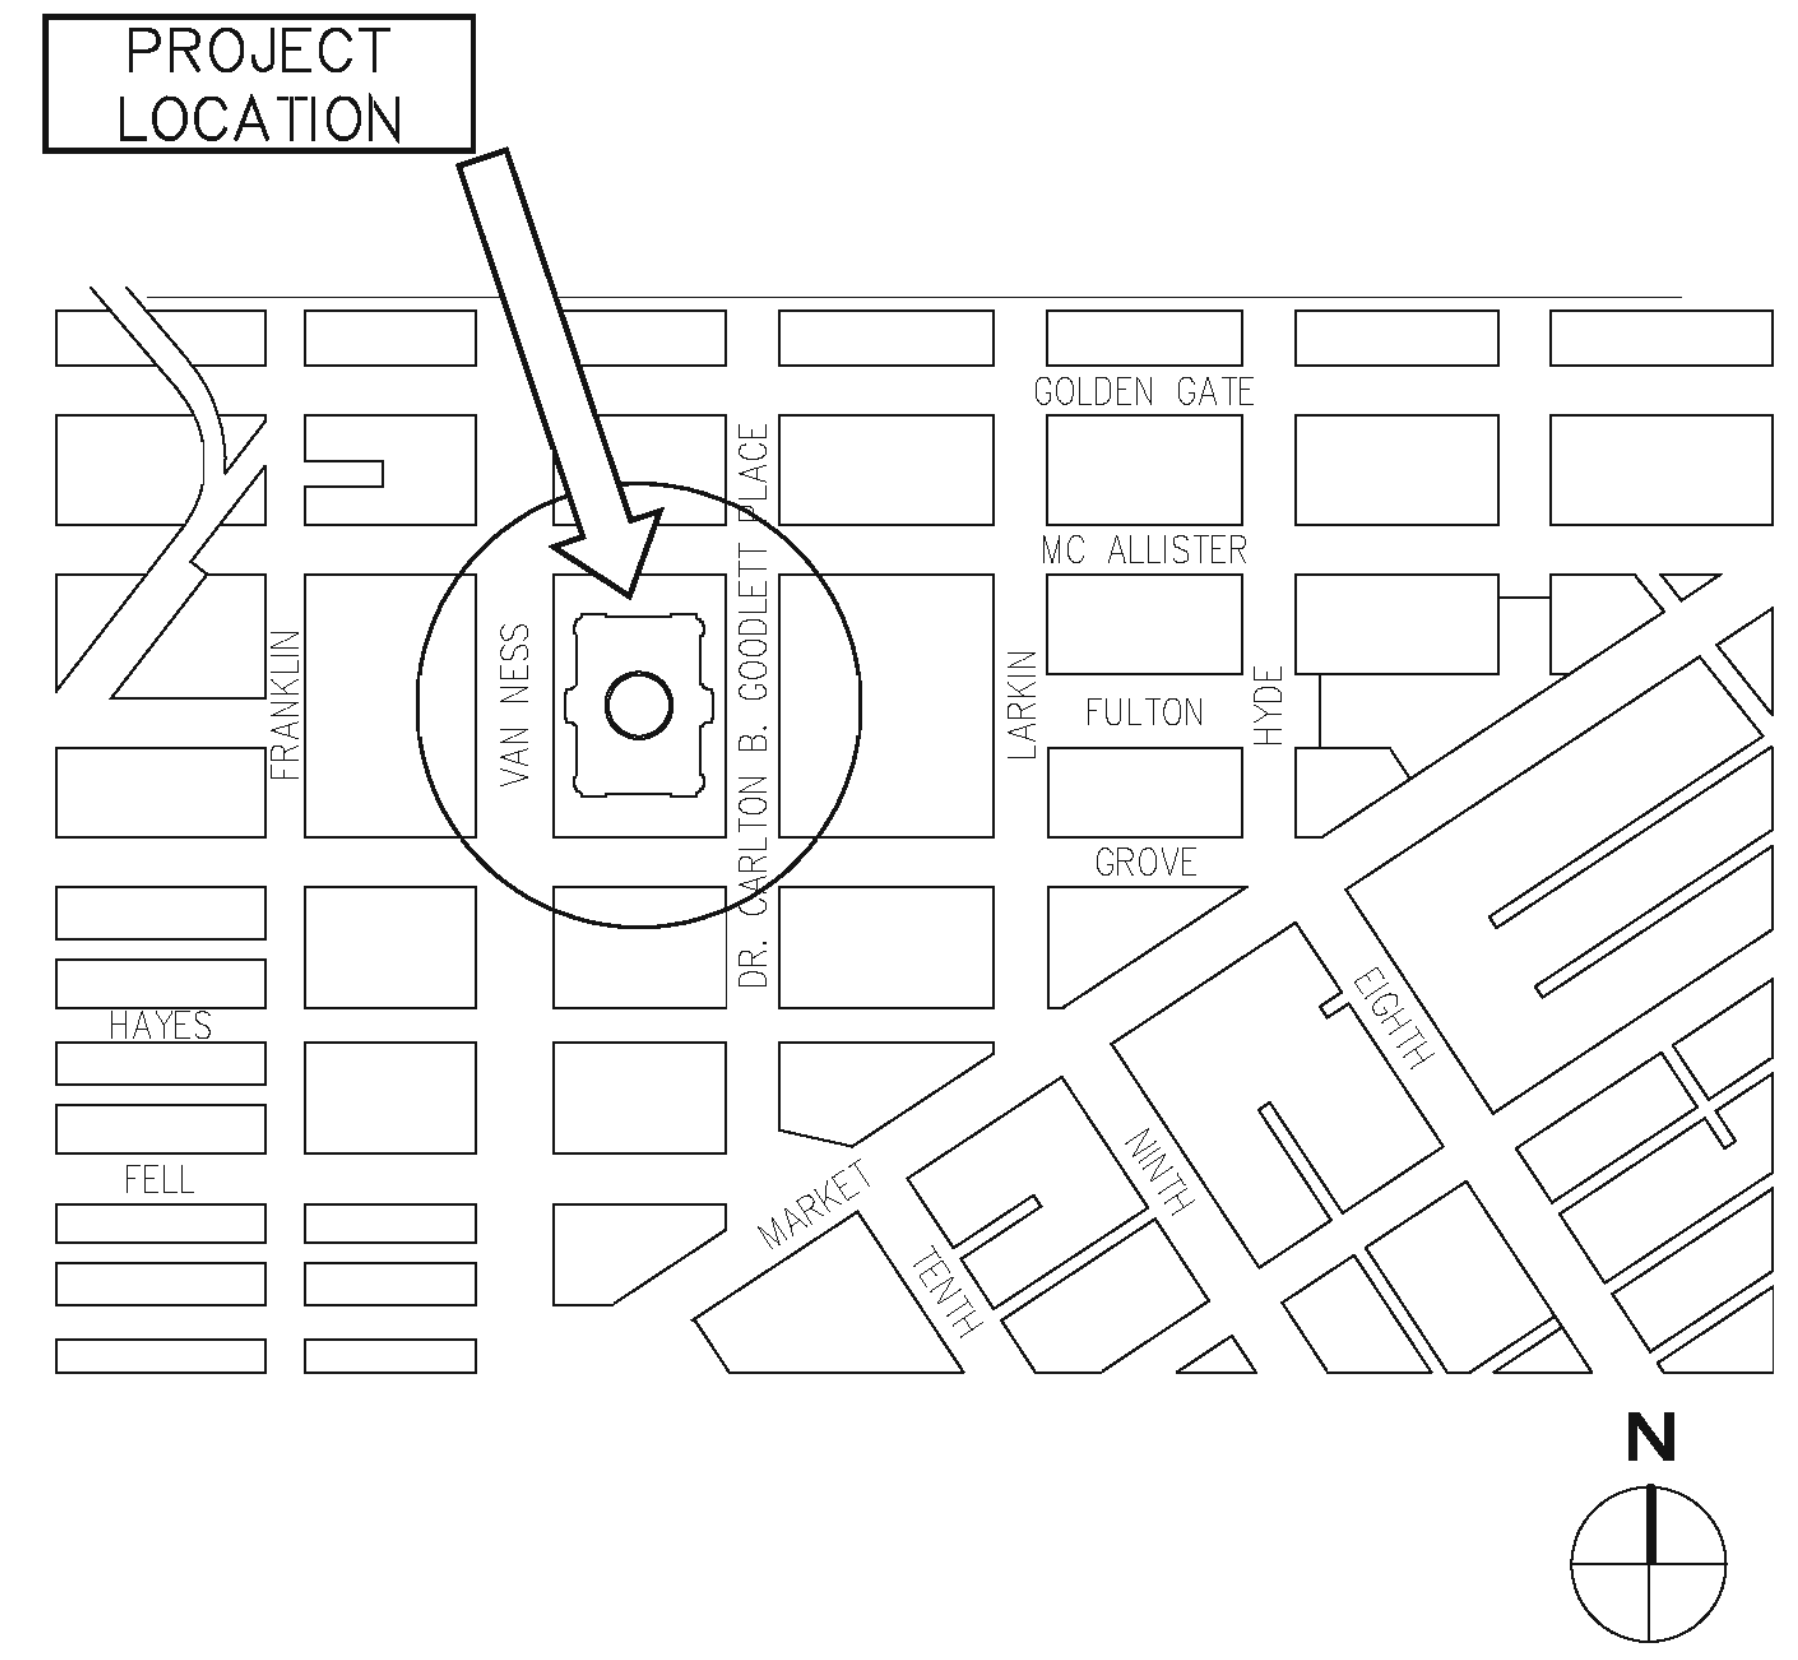 PROJECT
LOCATION
GOLDEN GATE
MC ALLISTER
FRANKLIN
VAN NESS
DR. CARLTON B. GOODLETT PLACE
LARKIN
FULTON
HYDE
GROVE
HAYES
EIGHTH
FELL
MARKET
NINTH
TENTH
N